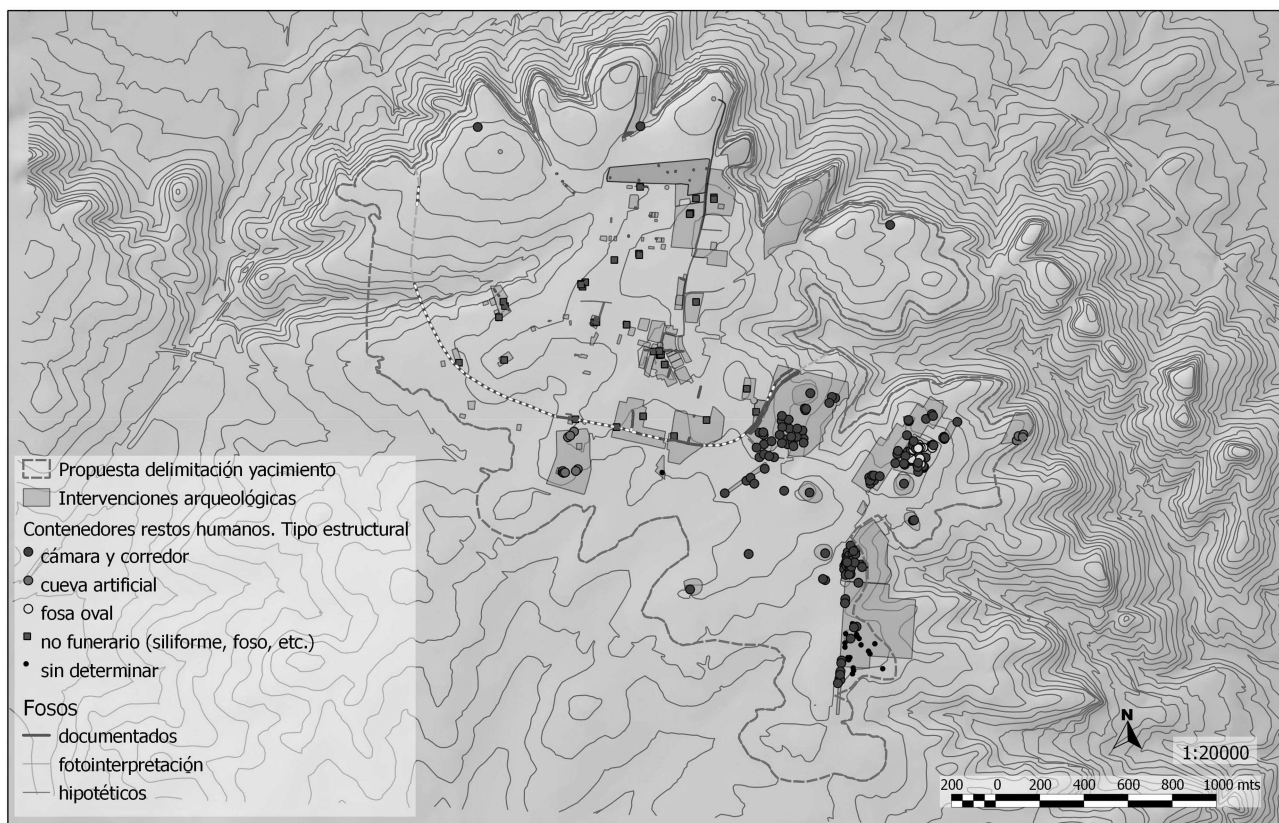 Propuesta delimitación yacimiento
Intervenciones arqueológicas
Contenedores restos humanos. Tipo estructural
cámara y corredor
cueva artificial
fosa oval
no funerario (siliforme, foso, etc.)
sin determinar
Fosos
documentados
fotointerpretación
hipotéticos
N
1:20000
200 0 200 400 600 800 1000 mts